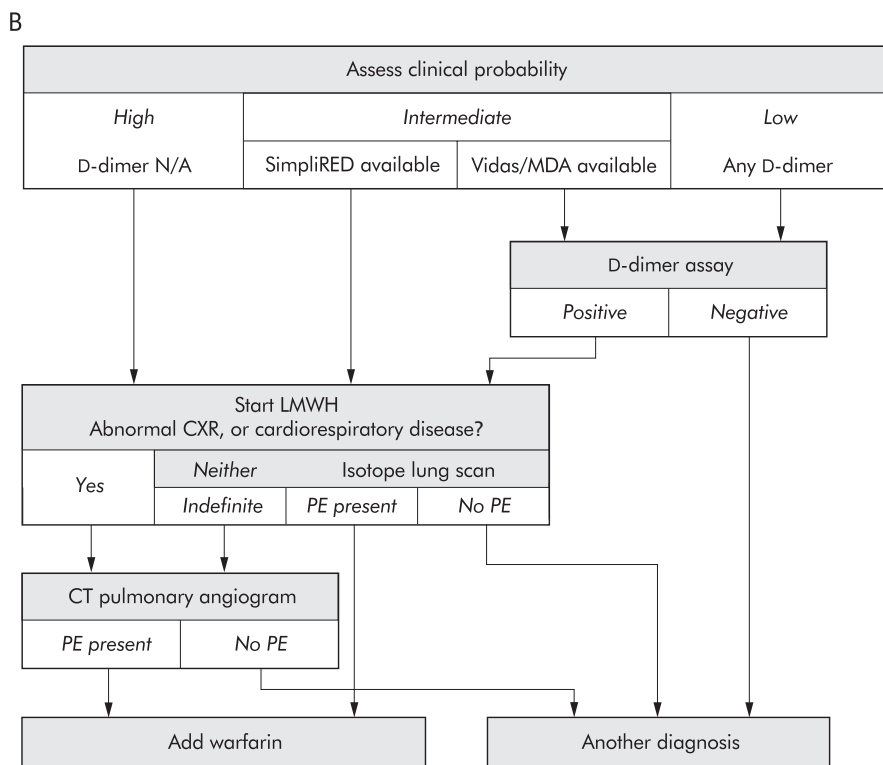 B
Assess clinical probability
High
Intermediate
Low
D-dimer N/A
SimpliRED available
Vidas/MDA available
Any D-dimer
D-dimer assay
Positive
Negative
Start LMWH
Abnormal CXR, or cardiorespiratory disease?
Yes
Neither
Isotope lung scan
Indefinite
PE present
No PE
CT pulmonary angiogram
PE present
No PE
Add warfarin
Another diagnosis